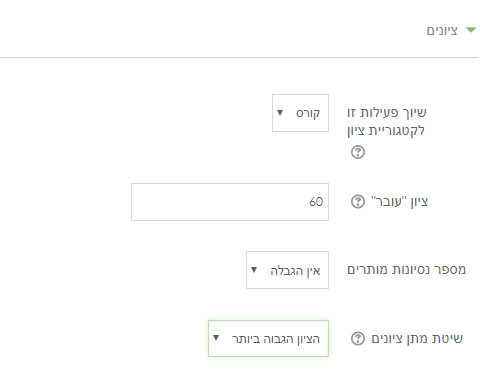 ציונים
שיוך פעילות זו
לקטגוריית ציון
קורס
ציון "עובר"
60
מספר נסיונות מותרים
אין הגבלה
שיטת מתן ציונים
הציון הגבוה ביותר